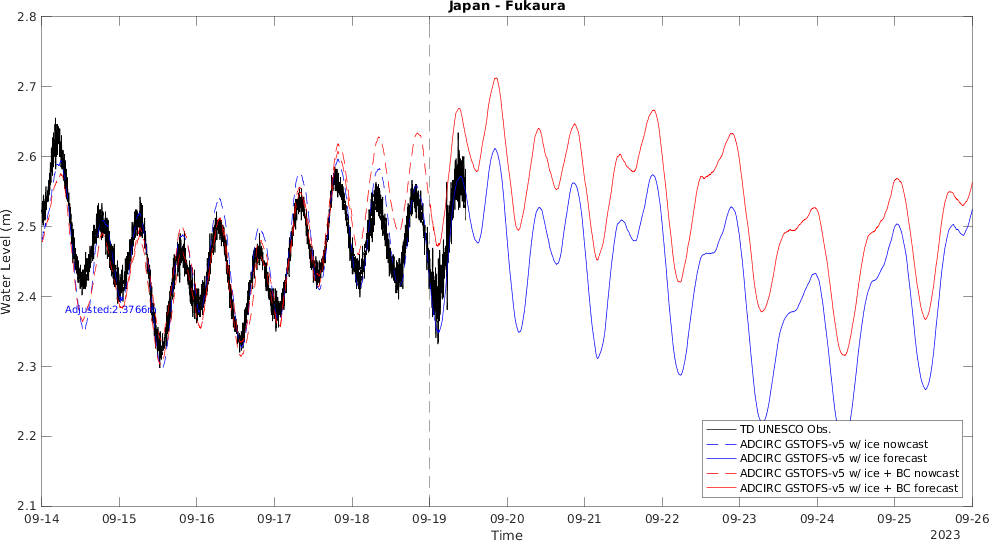 Japan - Fukaura
2.8
2.7
2.6
2.5
2.4
2.3
2.2
2.1
Water Level (m)
Adjusted:2.3766m
TD UNESCO Obs.
ADCIRC GSTOFS-v5 w/ ice nowcast
ADCIRC GSTOFS-v5 w/ ice forecast
ADCIRC GSTOFS-v5 w/ ice + BC nowcast
ADCIRC GSTOFS-v5 w/ ice + BC forecast
09-14 09-15 09-16 09-17 09-18 09-19 09-20 09-21 09-22 09-23 09-24 09-25 09-26
Time
2023